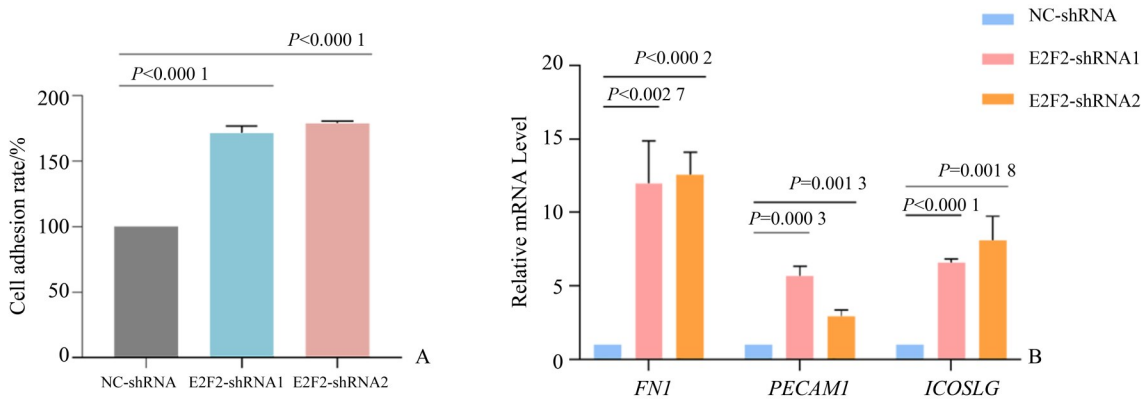 P<0.000 1
P<0.000 1
200
150
100
50
0
Cell adhesion rate/%
NC-shRNA E2F2-shRNA1 E2F2-shRNA2
A
NC-shRNA
E2F2-shRNA1
E2F2-shRNA2
P<0.000 2
P<0.002 7
P=0.001 3
P=0.000 3
P=0.001 8
P<0.000 1
20
15
10
5
0
Relative mRNA Level
FN1 PECAM1 ICOSLG
B